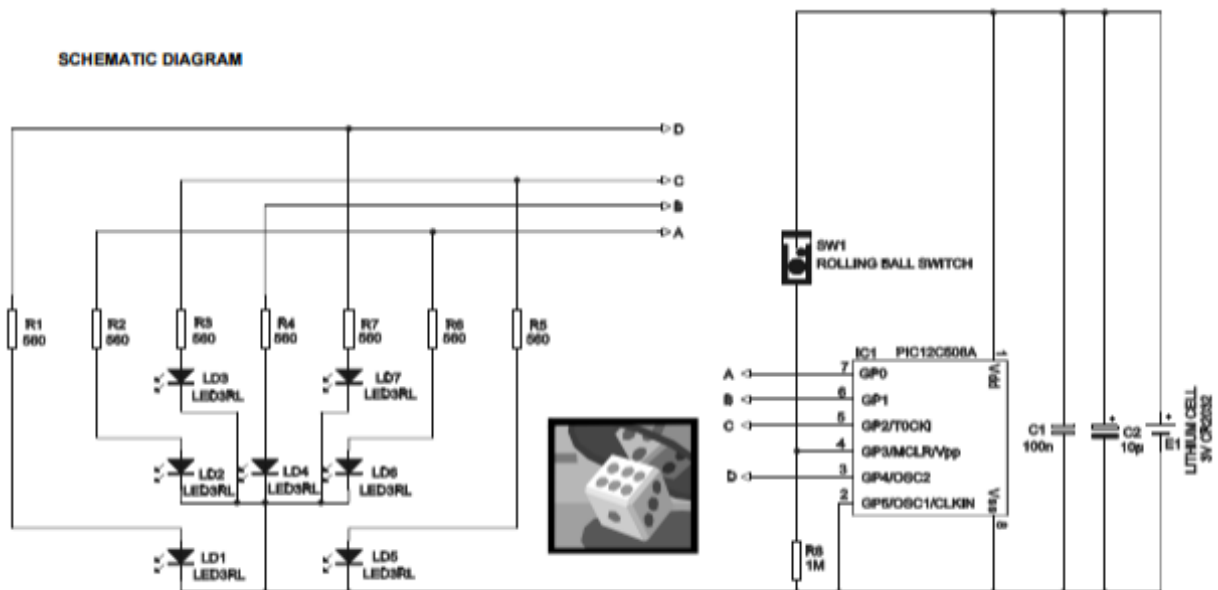 SCHEMATIC DIAGRAM
D
C
B
A
R1
560
R2
560
R3
560
R4
560
R7
560
R6
560
R5
560
LD3
LED3RL
LD7
LED3RL
LD2
LED3RL
LD4
LED3RL
LD6
LED3RL
LD1
LED3RL
LD5
LED3RL
SW1
ROLLING BALL SWITCH
IC1 PIC12C508A
A 7 GP0
B 6 GP1
C 5 GP2/T0CKI
4 GP3/MCLR/Vpp
D 3 GP4/OSC2
2 GP5/OSC1/CLKIN
1
Vdd
Vss
8
R8
1M
C1
100n
+
C2
10µ
+
E1
LITHIUM CELL
3V CR2032